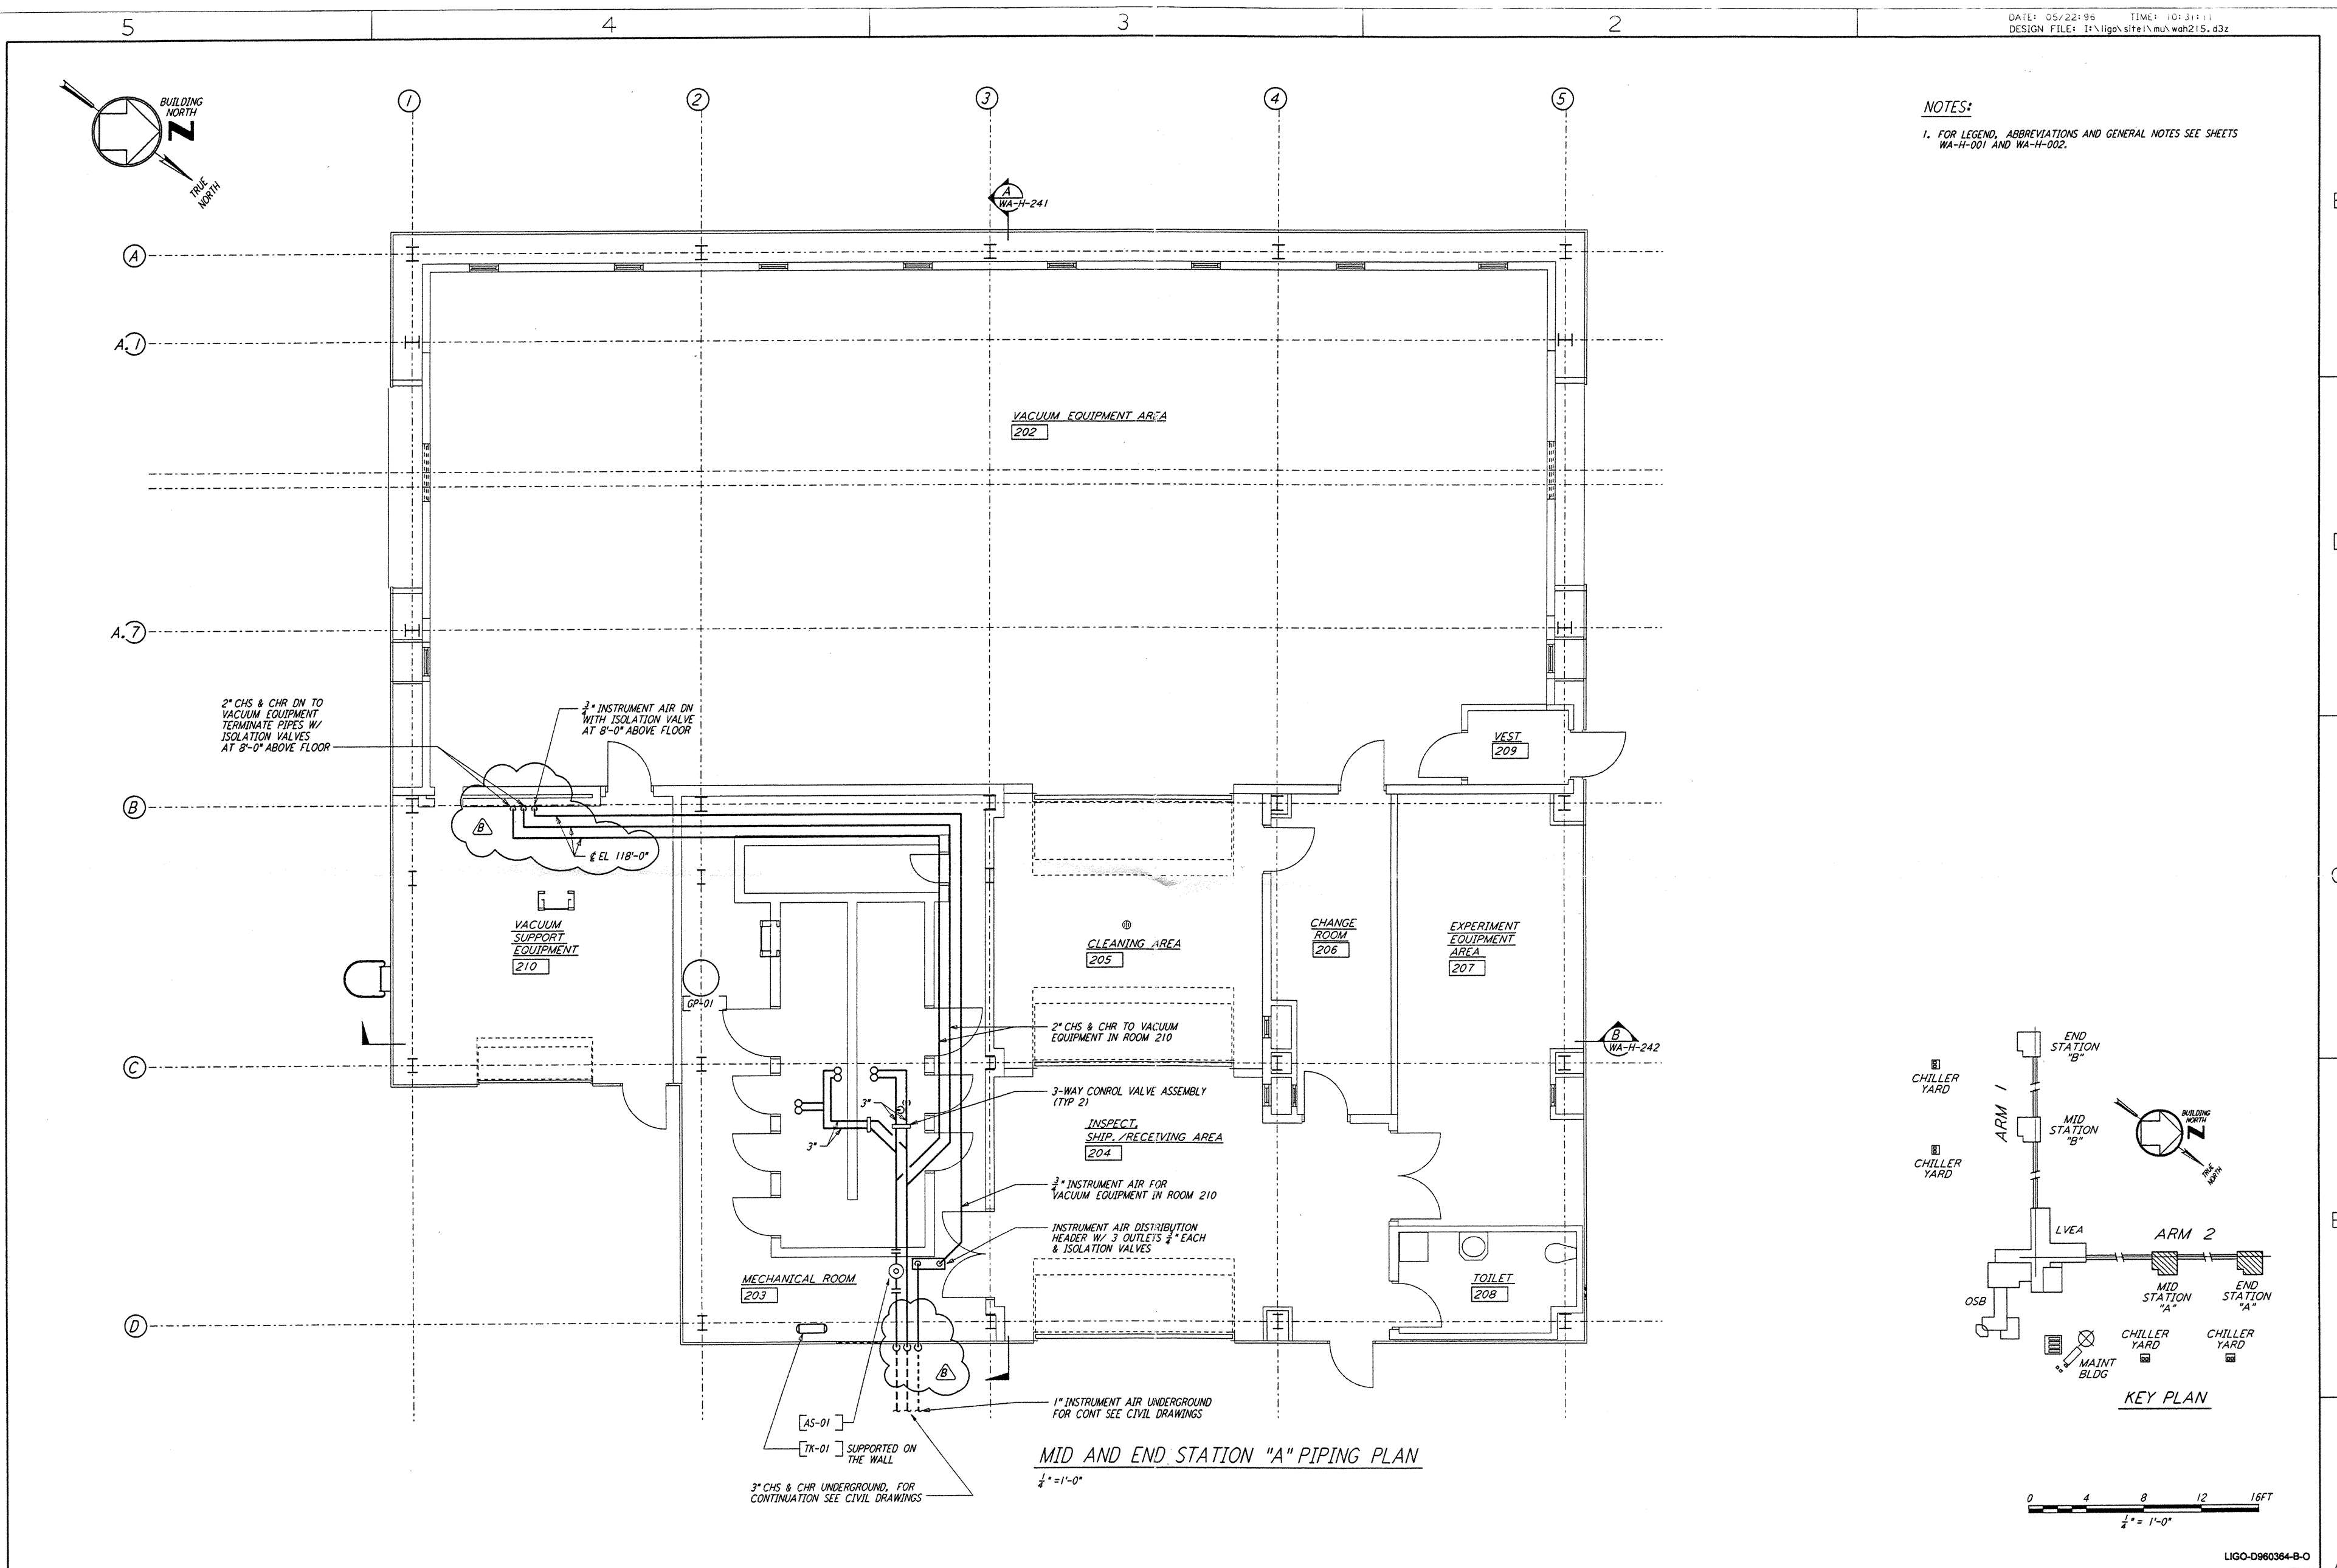 5
4
3
2
DATE: 05/22/96 TIME: 10:31:11
DESIGN FILE: I:\ligo\site1\mu\wah215.d3z
BUILDING
NORTH
N
TRUE
NORTH
1
2
3
4
5
NOTES:
1. FOR LEGEND, ABBREVIATIONS AND GENERAL NOTES SEE SHEETS
WA-H-001 AND WA-H-002.
A
WA-H-241
A
A.1
VACUUM EQUIPMENT AREA
202
A.7
2" CHS & CHR DN TO
VACUUM EQUIPMENT
TERMINATE PIPES W/
ISOLATION VALVES
AT 8'-0" ABOVE FLOOR
3/4" INSTRUMENT AIR DN
WITH ISOLATION VALVE
AT 8'-0" ABOVE FLOOR
VEST
209
B
B
℄ EL 118'-0"
VACUUM
SUPPORT
EQUIPMENT
210
GP-01
CLEANING AREA
205
CHANGE
ROOM
206
EXPERIMENT
EQUIPMENT
AREA
207
2" CHS & CHR TO VACUUM
EQUIPMENT IN ROOM 210
B
WA-H-242
C
3"
3"
3-WAY CONROL VALVE ASSEMBLY
(TYP 2)
INSPECT.
SHIP./RECEIVING AREA
204
3/4" INSTRUMENT AIR FOR
VACUUM EQUIPMENT IN ROOM 210
INSTRUMENT AIR DISTRIBUTION
HEADER W/ 3 OUTLETS 3/4" EACH
& ISOLATION VALVES
MECHANICAL ROOM
203
TOILET
208
D
B
1" INSTRUMENT AIR UNDERGROUND
FOR CONT SEE CIVIL DRAWINGS
AS-01
TK-01 SUPPORTED ON
THE WALL
3" CHS & CHR UNDERGROUND, FOR
CONTINUATION SEE CIVIL DRAWINGS
MID AND END STATION "A" PIPING PLAN
1/4" =1'-0"
END
STATION
"B"
CHILLER
YARD
ARM 1
MID
STATION
"B"
CHILLER
YARD
BUILDING
NORTH
N
TRUE
NORTH
LVEA
ARM 2
OSB
MID
STATION
"A"
END
STATION
"A"
CHILLER
YARD
CHILLER
YARD
MAINT
BLDG
KEY PLAN
0 4 8 12 16FT
1/4" = 1'-0"
LIGO-D960364-B-O